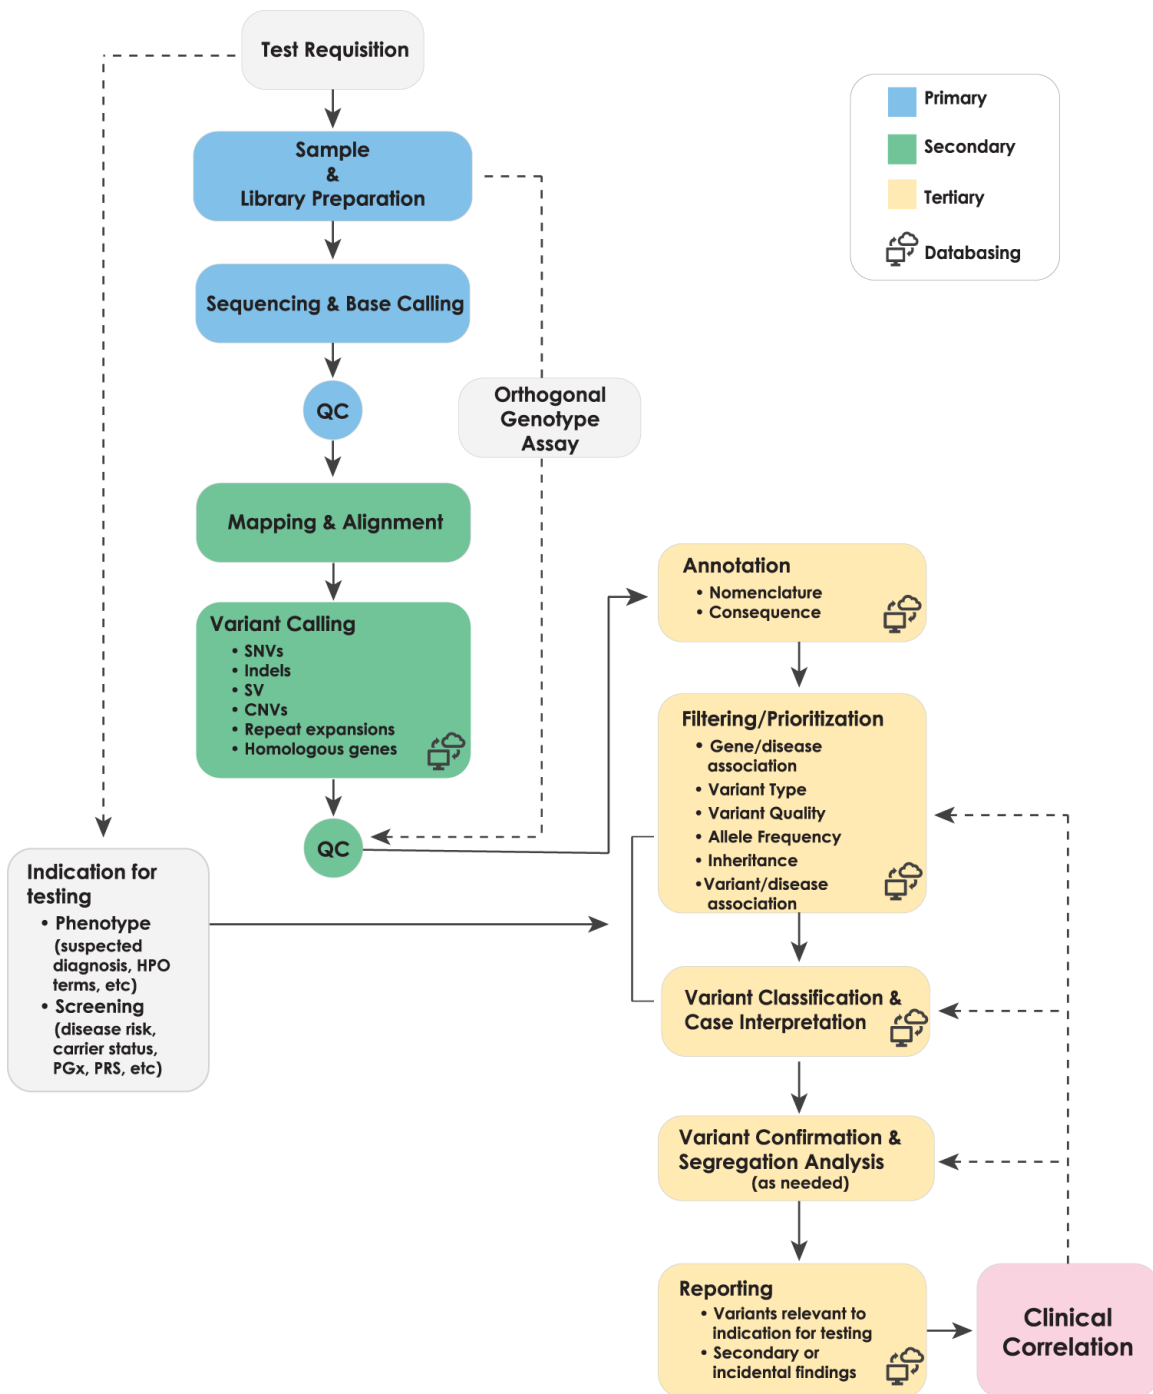 Test Requisition
Sample
&
Library Preparation
Sequencing & Base Calling
QC
Orthogonal
Genotype
Assay
Mapping & Alignment
Variant Calling
• SNVs
• Indels
• SV
• CNVs
• Repeat expansions
• Homologous genes
QC
Indication for
testing
• Phenotype
(suspected
diagnosis, HPO
terms, etc)
• Screening
(disease risk,
carrier status,
PGx, PRS, etc)
Primary
Secondary
Tertiary
Databasing
Annotation
• Nomenclature
• Consequence
Filtering/Prioritization
• Gene/disease
association
• Variant Type
• Variant Quality
• Allele Frequency
• Inheritance
•Variant/disease
association
Variant Classification &
Case Interpretation
Variant Confirmation &
Segregation Analysis
(as needed)
Reporting
• Variants relevant to
indication for testing
• Secondary or
incidental findings
Clinical
Correlation